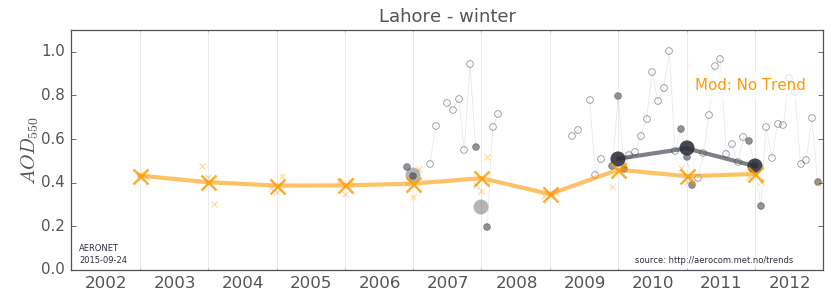 Lahore - winter
1.0
0.8
0.6
0.4
0.2
0.0
AOD550
Mod: No Trend
AERONET
2015-09-24
source: http://aerocom.met.no/trends
2002 2003 2004 2005 2006 2007 2008 2009 2010 2011 2012